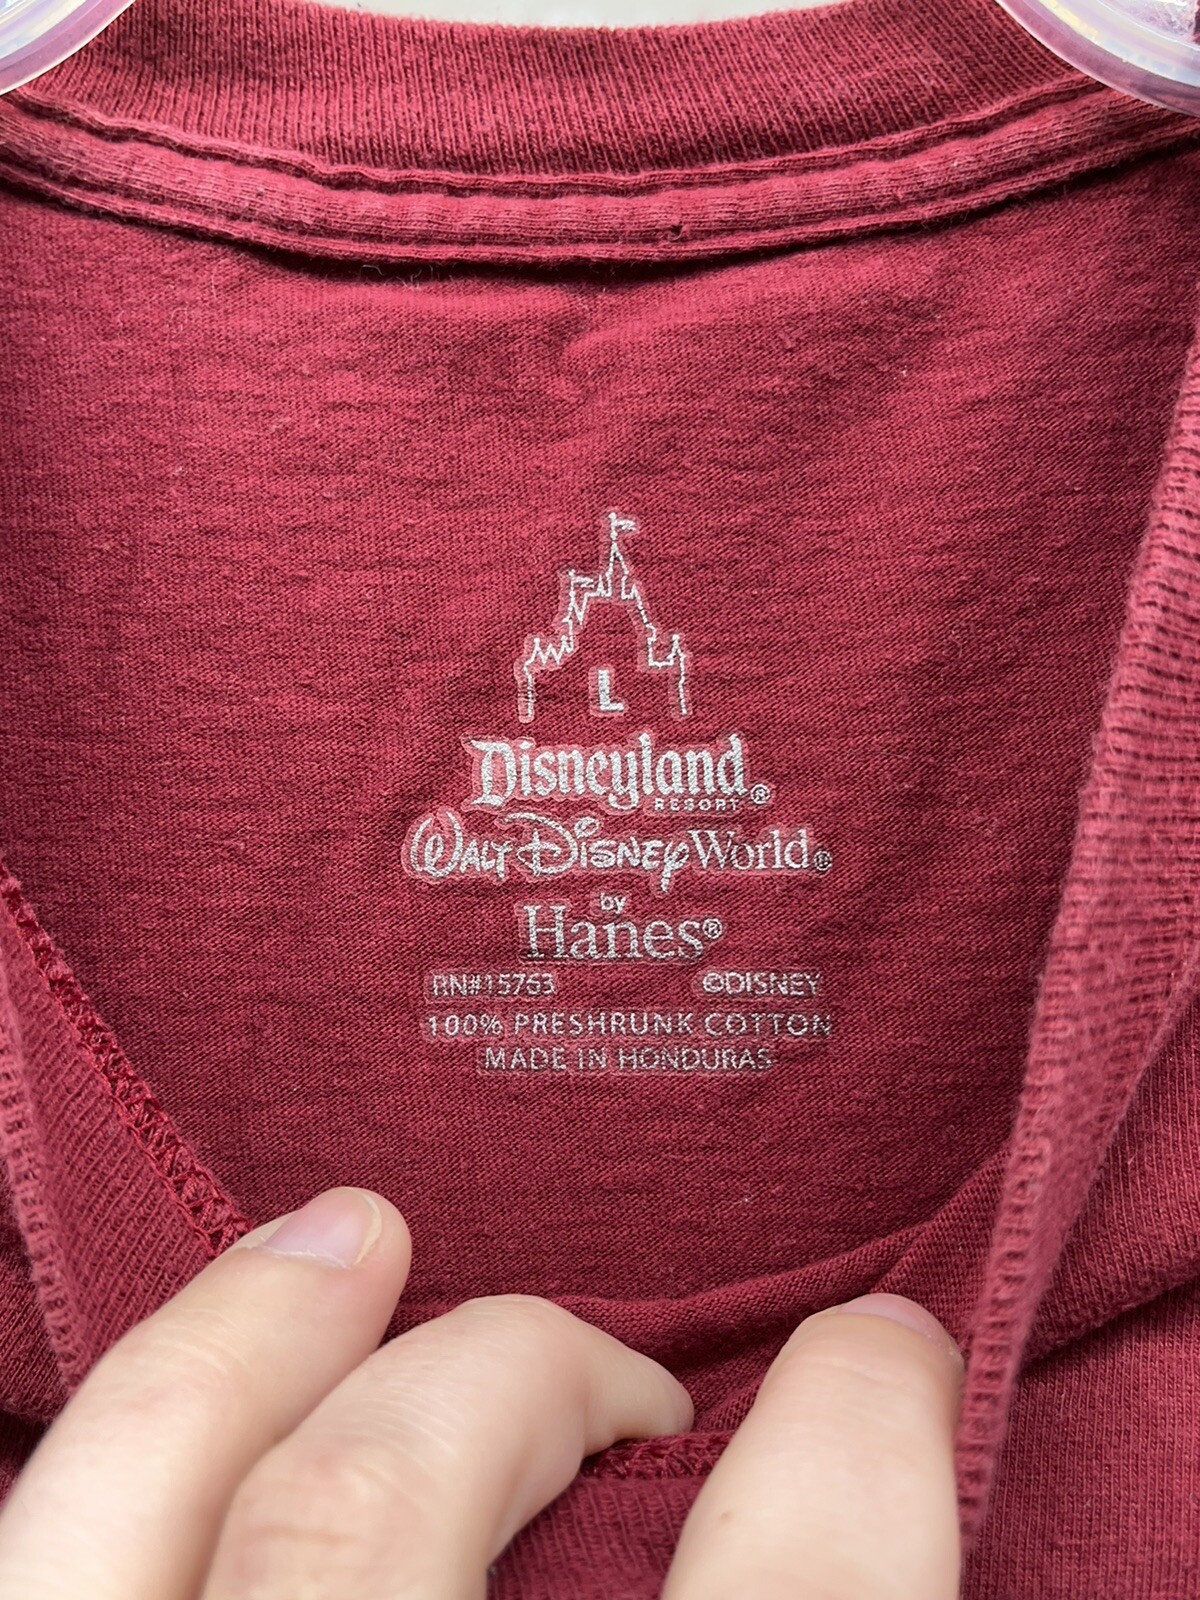 L
Disneyland®
RESORT
Walt Disney World®
by
Hanes®
RN#15763 ©DISNEY
100% PRESHRUNK COTTON
MADE IN HONDURAS